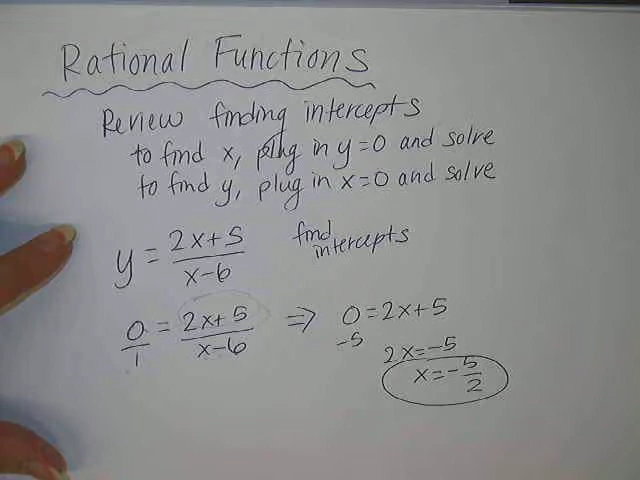 Rational Functions
Review finding intercepts
to find x, plug in y=0 and solve
to find y, plug in x=0 and solve
y = 2x+5/x-6 find intercepts
0/1 = 2x+5/x-6 ⇒ 0=2x+5
-5
2x=-5
x=-5/2